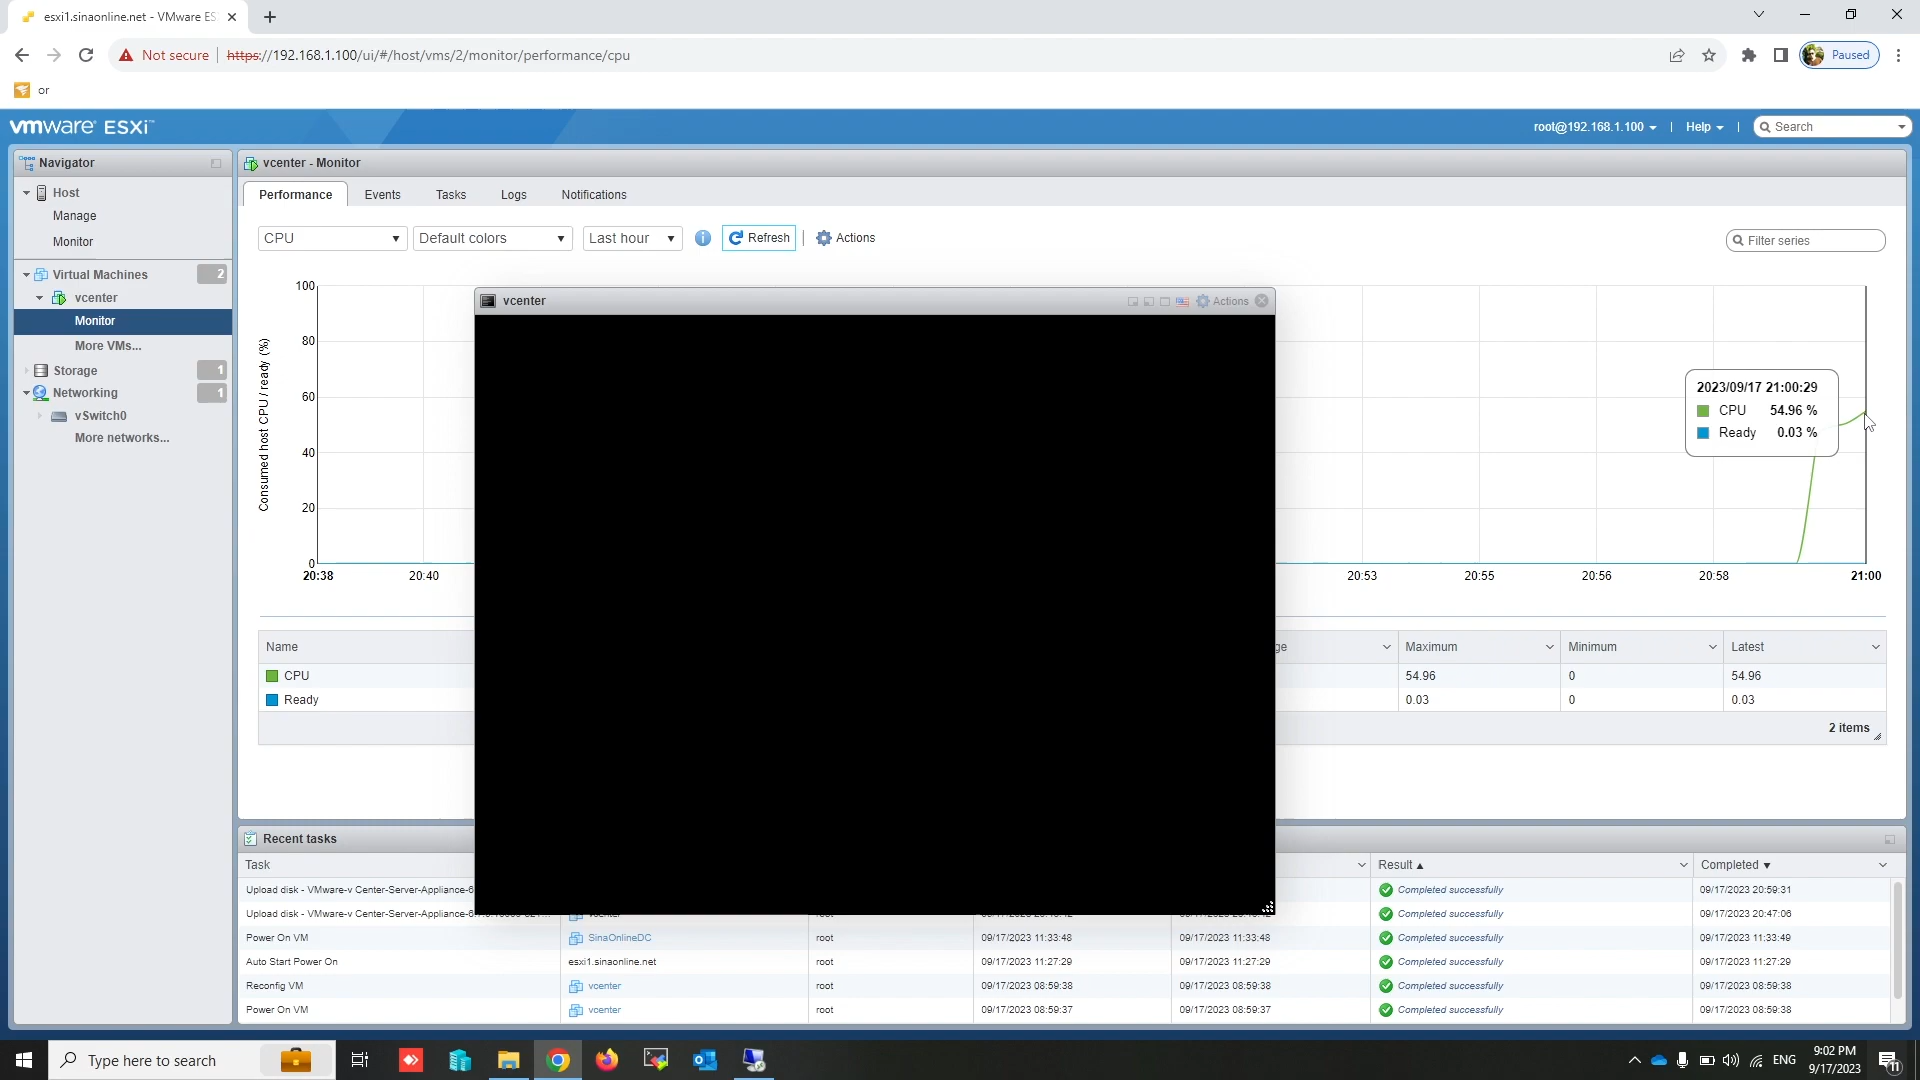 esxi1.sinaonline.net - VMware ES
Not secure https://192.168.1.100/ui/#/host/vms/2/monitor/performance/cpu
Paused
or
vmware ESXi™
root@192.168.1.100 | Help | Search
Navigator
Host
Manage
Monitor
Virtual Machines 2
vcenter
Monitor
More VMs...
Storage 1
Networking 1
vSwitch0
More networks...
vcenter - Monitor
Performance Events Tasks Logs Notifications
CPU Default colors Last hour Refresh | Actions Filter series
Consumed host CPU / ready (%)
100
80
60
40
20
0
20:38 20:40 20:53 20:55 20:56 20:58 21:00
2023/09/17 21:00:29
CPU 54.96 %
Ready 0.03 %
vcenter Actions
Name ge Maximum Minimum Latest
CPU 54.96 0 54.96
Ready 0.03 0 0.03
2 items
Recent tasks
Task Result Completed
Upload disk - VMware-v Center-Server-Appliance-6 Completed successfully 09/17/2023 20:59:31
Upload disk - VMware-v Center-Server-Appliance-6 Completed successfully 09/17/2023 20:47:06
Power On VM SinaOnlineDC root 09/17/2023 11:33:48 09/17/2023 11:33:48 Completed successfully 09/17/2023 11:33:49
Auto Start Power On esxi1.sinaonline.net root 09/17/2023 11:27:29 09/17/2023 11:27:29 Completed successfully 09/17/2023 11:27:29
Reconfig VM vcenter root 09/17/2023 08:59:38 09/17/2023 08:59:38 Completed successfully 09/17/2023 08:59:38
Power On VM vcenter root 09/17/2023 08:59:37 09/17/2023 08:59:37 Completed successfully 09/17/2023 08:59:38
Type here to search
ENG
9:02 PM
9/17/2023
11